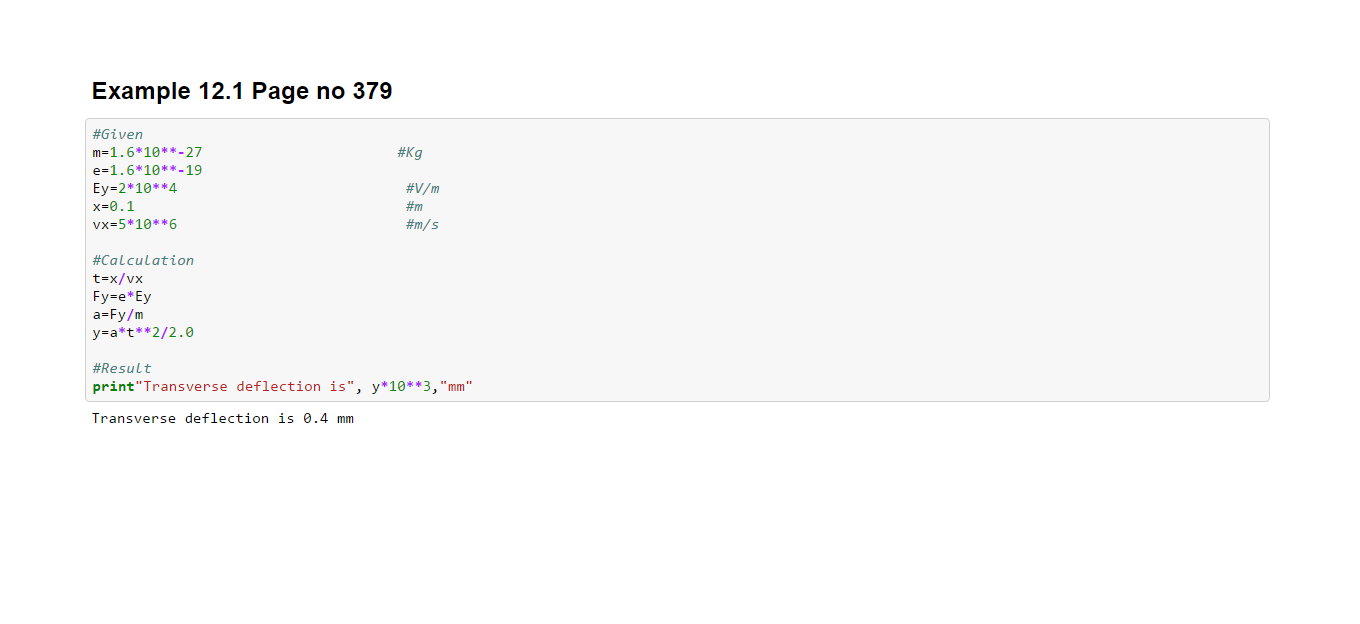 Example 12.1 Page no 379
#Given
m=1.6*10**-27 #Kg
e=1.6*10**-19
Ey=2*10**4 #V/m
x=0.1 #m
vx=5*10**6 #m/s
#Calculation
t=x/vx
Fy=e*Ey
a=Fy/m
y=a*t**2/2.0
#Result
print"Transverse deflection is", y*10**3,"mm"
Transverse deflection is 0.4 mm